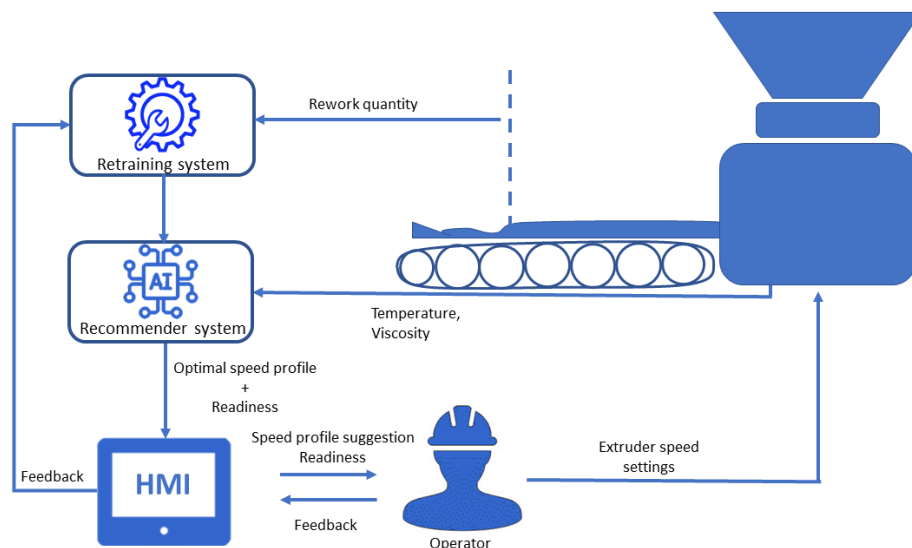 Rework quantity
Retraining system
AI
Recommender system
Temperature,
Viscosity
Optimal speed profile
+
Readiness
Speed profile suggestion
Readiness
Extruder speed
settings
Feedback
HMI
Feedback
Operator